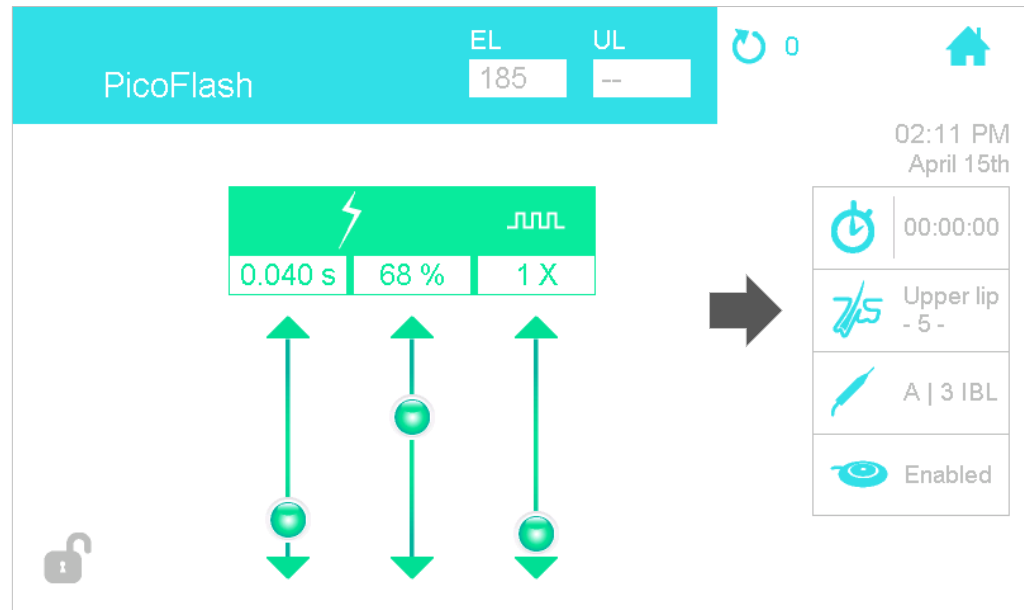 EL UL
0
PicoFlash
185 --
02:11 PM
April 15th
0.040 s 68 % 1 X
00:00:00
Upper lip
- 5 -
A | 3 IBL
Enabled